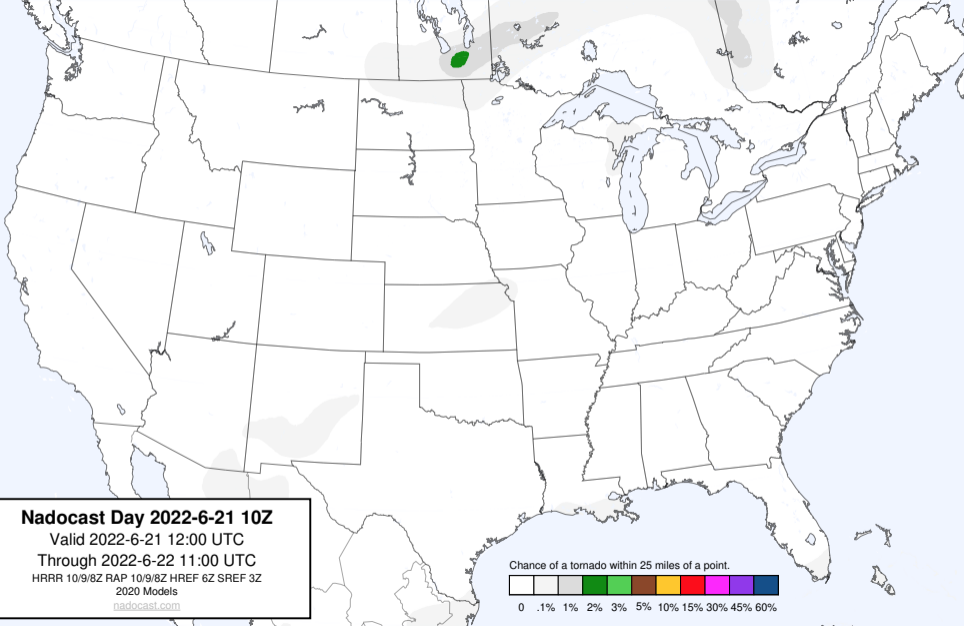 Nadocast Day 2022-6-21 10Z
Valid 2022-6-21 12:00 UTC
Through 2022-6-22 11:00 UTC
HRRR 10/9/8Z RAP 10/9/8Z HREF 6Z SREF 3Z
2020 Models
nadocast.com
Chance of a tornado within 25 miles of a point.
0 .1% 1% 2% 3% 5% 10% 15% 30% 45% 60%